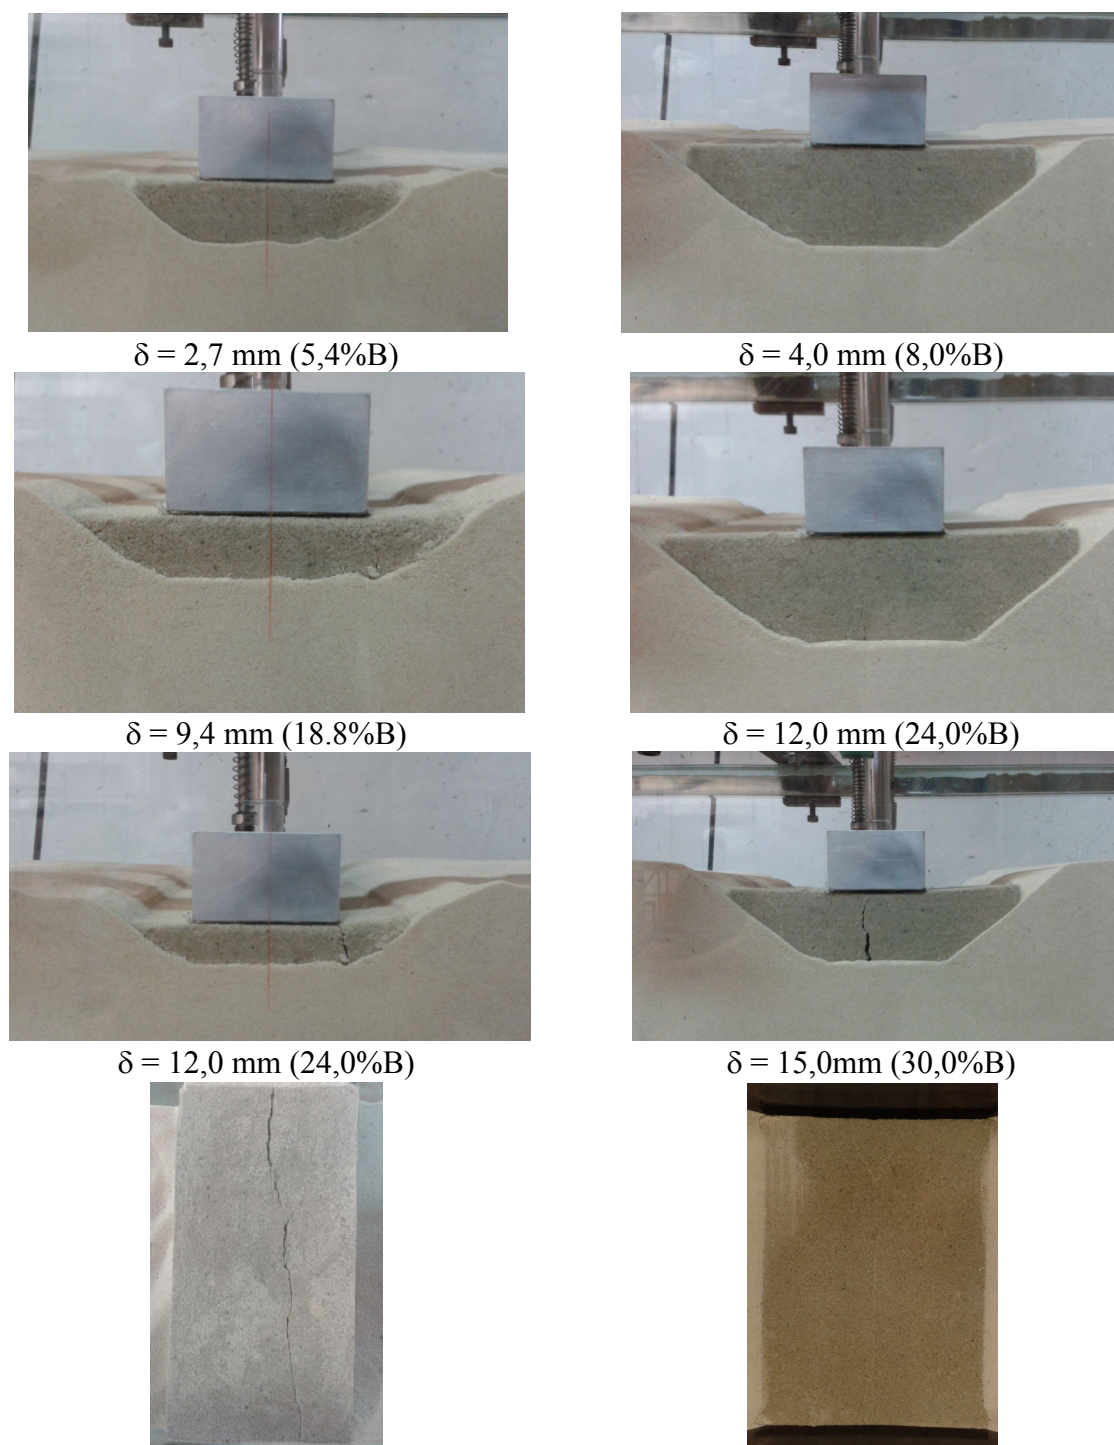 δ = 2,7 mm (5,4%B)
δ = 4,0 mm (8,0%B)
δ = 9,4 mm (18.8%B)
δ = 12,0 mm (24,0%B)
δ = 12,0 mm (24,0%B)
δ = 15,0mm (30,0%B)